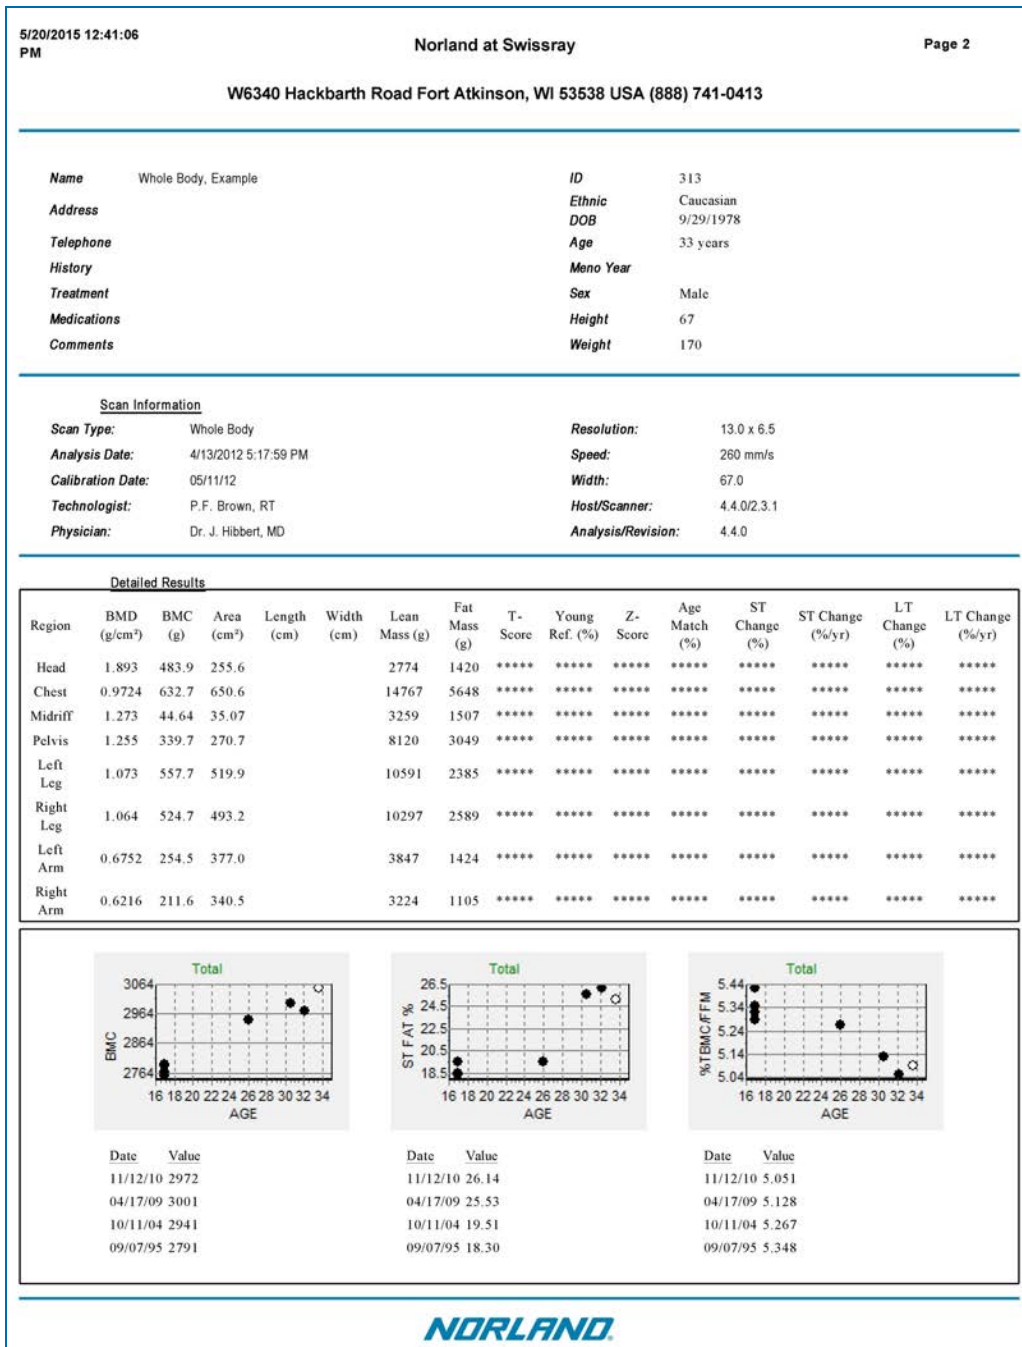 5/20/2015 12:41:06 PM
Norland at Swissray
Page 2
W6340 Hackbarth Road Fort Atkinson, WI 53538 USA (888) 741-0413
Name Whole Body, Example ID 313
Address Ethnic Caucasian
DOB 9/29/1978
Telephone Age 33 years
History Meno Year
Treatment Sex Male
Medications Height 67
Comments Weight 170
Scan Information
Scan Type: Whole Body Resolution: 13.0 x 6.5
Analysis Date: 4/13/2012 5:17:59 PM Speed: 260 mm/s
Calibration Date: 05/11/12 Width: 67.0
Technologist: P.F. Brown, RT Host/Scanner: 4.4.0/2.3.1
Physician: Dr. J. Hibbert, MD Analysis/Revision: 4.4.0
Detailed Results
Region BMD (g/cm²) BMC (g) Area (cm²) Length (cm) Width (cm) Lean Mass (g) Fat Mass (g) T-Score Young Ref. (%) Z-Score Age Match (%) ST Change (%) ST Change (%/yr) LT Change (%) LT Change (%/yr)
Head 1.893 483.9 255.6 2774 1420 ***** ***** ***** ***** ***** ***** ***** *****
Chest 0.9724 632.7 650.6 14767 5648 ***** ***** ***** ***** ***** ***** ***** *****
Midriff 1.273 44.64 35.07 3259 1507 ***** ***** ***** ***** ***** ***** ***** *****
Pelvis 1.255 339.7 270.7 8120 3049 ***** ***** ***** ***** ***** ***** ***** *****
Left Leg 1.073 557.7 519.9 10591 2385 ***** ***** ***** ***** ***** ***** ***** *****
Right Leg 1.064 524.7 493.2 10297 2589 ***** ***** ***** ***** ***** ***** ***** *****
Left Arm 0.6752 254.5 377.0 3847 1424 ***** ***** ***** ***** ***** ***** ***** *****
Right Arm 0.6216 211.6 340.5 3224 1105 ***** ***** ***** ***** ***** ***** ***** *****
Total
BMC
3064
2964
2864
2764
16 18 20 22 24 26 28 30 32 34
AGE
Date Value
11/12/10 2972
04/17/09 3001
10/11/04 2941
09/07/95 2791
Total
ST FAT %
26.5
24.5
22.5
20.5
18.5
16 18 20 22 24 26 28 30 32 34
AGE
Date Value
11/12/10 26.14
04/17/09 25.53
10/11/04 19.51
09/07/95 18.30
Total
%TBMC/FFM
5.44
5.34
5.24
5.14
5.04
16 18 20 22 24 26 28 30 32 34
AGE
Date Value
11/12/10 5.051
04/17/09 5.128
10/11/04 5.267
09/07/95 5.348
NORLAND.